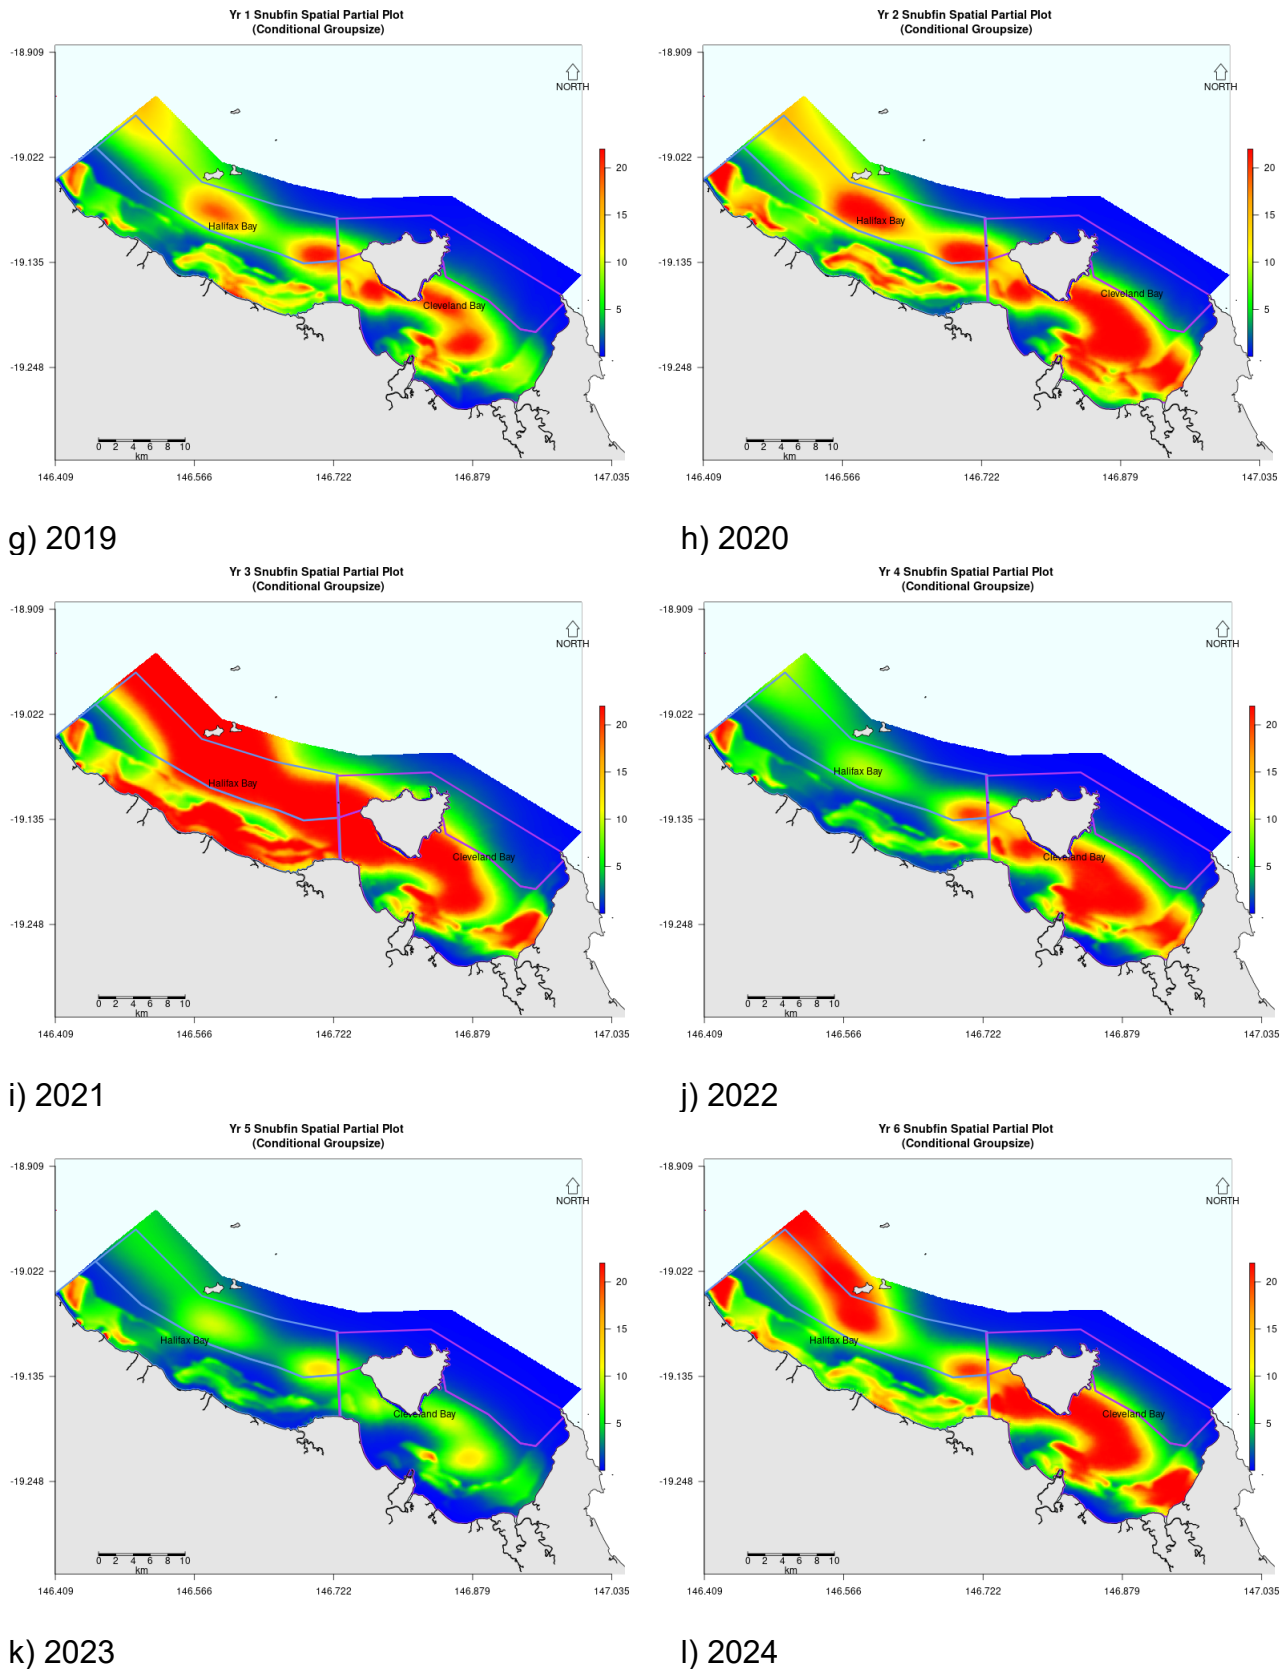 Yr 1 Snubfin Spatial Partial Plot
(Conditional Groupsize)
-18.909
-19.022
-19.135
-19.248
NORTH
20
15
10
5
Halifax Bay
Cleveland Bay
0 2 4 6 8 10
km
146.409 146.566 146.722 146.879 147.035
Yr 2 Snubfin Spatial Partial Plot
(Conditional Groupsize)
-18.909
-19.022
-19.135
-19.248
NORTH
20
15
10
5
Halifax Bay
Cleveland Bay
0 2 4 6 8 10
km
146.409 146.566 146.722 146.879 147.035
g) 2019
h) 2020
Yr 3 Snubfin Spatial Partial Plot
(Conditional Groupsize)
-18.909
-19.022
-19.135
-19.248
NORTH
20
15
10
5
Halifax Bay
Cleveland Bay
0 2 4 6 8 10
km
146.409 146.566 146.722 146.879 147.035
Yr 4 Snubfin Spatial Partial Plot
(Conditional Groupsize)
-18.909
-19.022
-19.135
-19.248
NORTH
20
15
10
5
Halifax Bay
Cleveland Bay
0 2 4 6 8 10
km
146.409 146.566 146.722 146.879 147.035
i) 2021
j) 2022
Yr 5 Snubfin Spatial Partial Plot
(Conditional Groupsize)
-18.909
-19.022
-19.135
-19.248
NORTH
20
15
10
5
Halifax Bay
Cleveland Bay
0 2 4 6 8 10
km
146.409 146.566 146.722 146.879 147.035
Yr 6 Snubfin Spatial Partial Plot
(Conditional Groupsize)
-18.909
-19.022
-19.135
-19.248
NORTH
20
15
10
5
Halifax Bay
Cleveland Bay
0 2 4 6 8 10
km
146.409 146.566 146.722 146.879 147.035
k) 2023
l) 2024